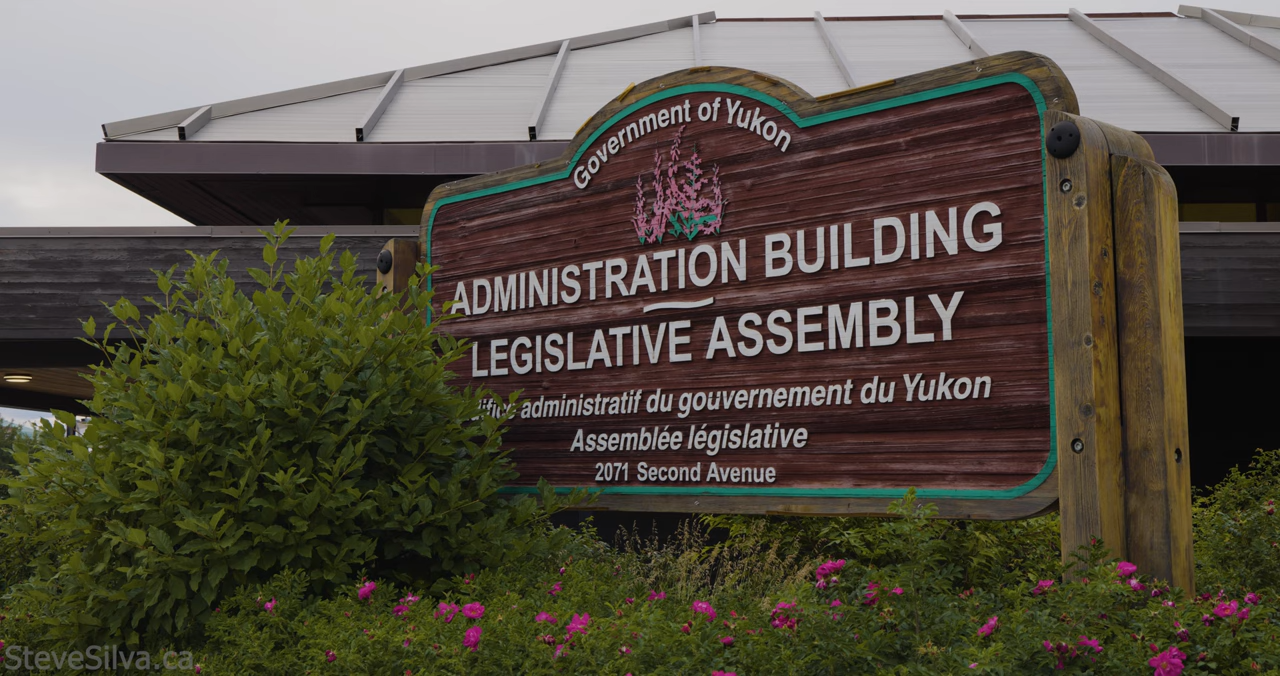 Government of Yukon
ADMINISTRATION BUILDING
LEGISLATIVE ASSEMBLY
administratif du gouvernement du Yukon
Assemblée législative
2071 Second Avenue
SteveSilva.ca